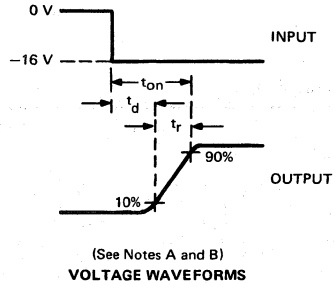 0 V
INPUT
−16 V
ton
td
tr
90%
10%
OUTPUT
(See Notes A and B)
VOLTAGE WAVEFORMS